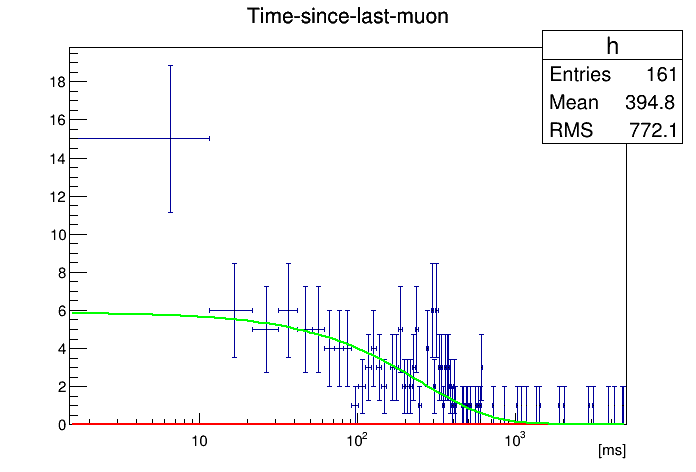 Time-since-last-muon
h
Entries 161
Mean 394.8
RMS 772.1
18
16
14
12
10
8
6
4
2
0
10 10² 10³
[ms]